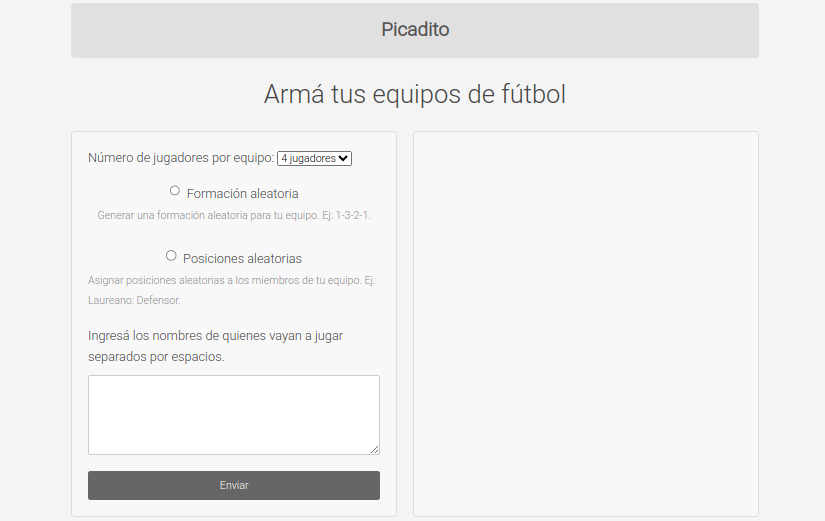 Picadito
Armá tus equipos de fútbol
Número de jugadores por equipo: 4 jugadores
Formación aleatoria
Generar una formación aleatoria para tu equipo. Ej: 1-3-2-1.
Posiciones aleatorias
Asignar posiciones aleatorias a los miembros de tu equipo. Ej:
Laureano: Defensor.
Ingresá los nombres de quienes vayan a jugar
separados por espacios.
Enviar